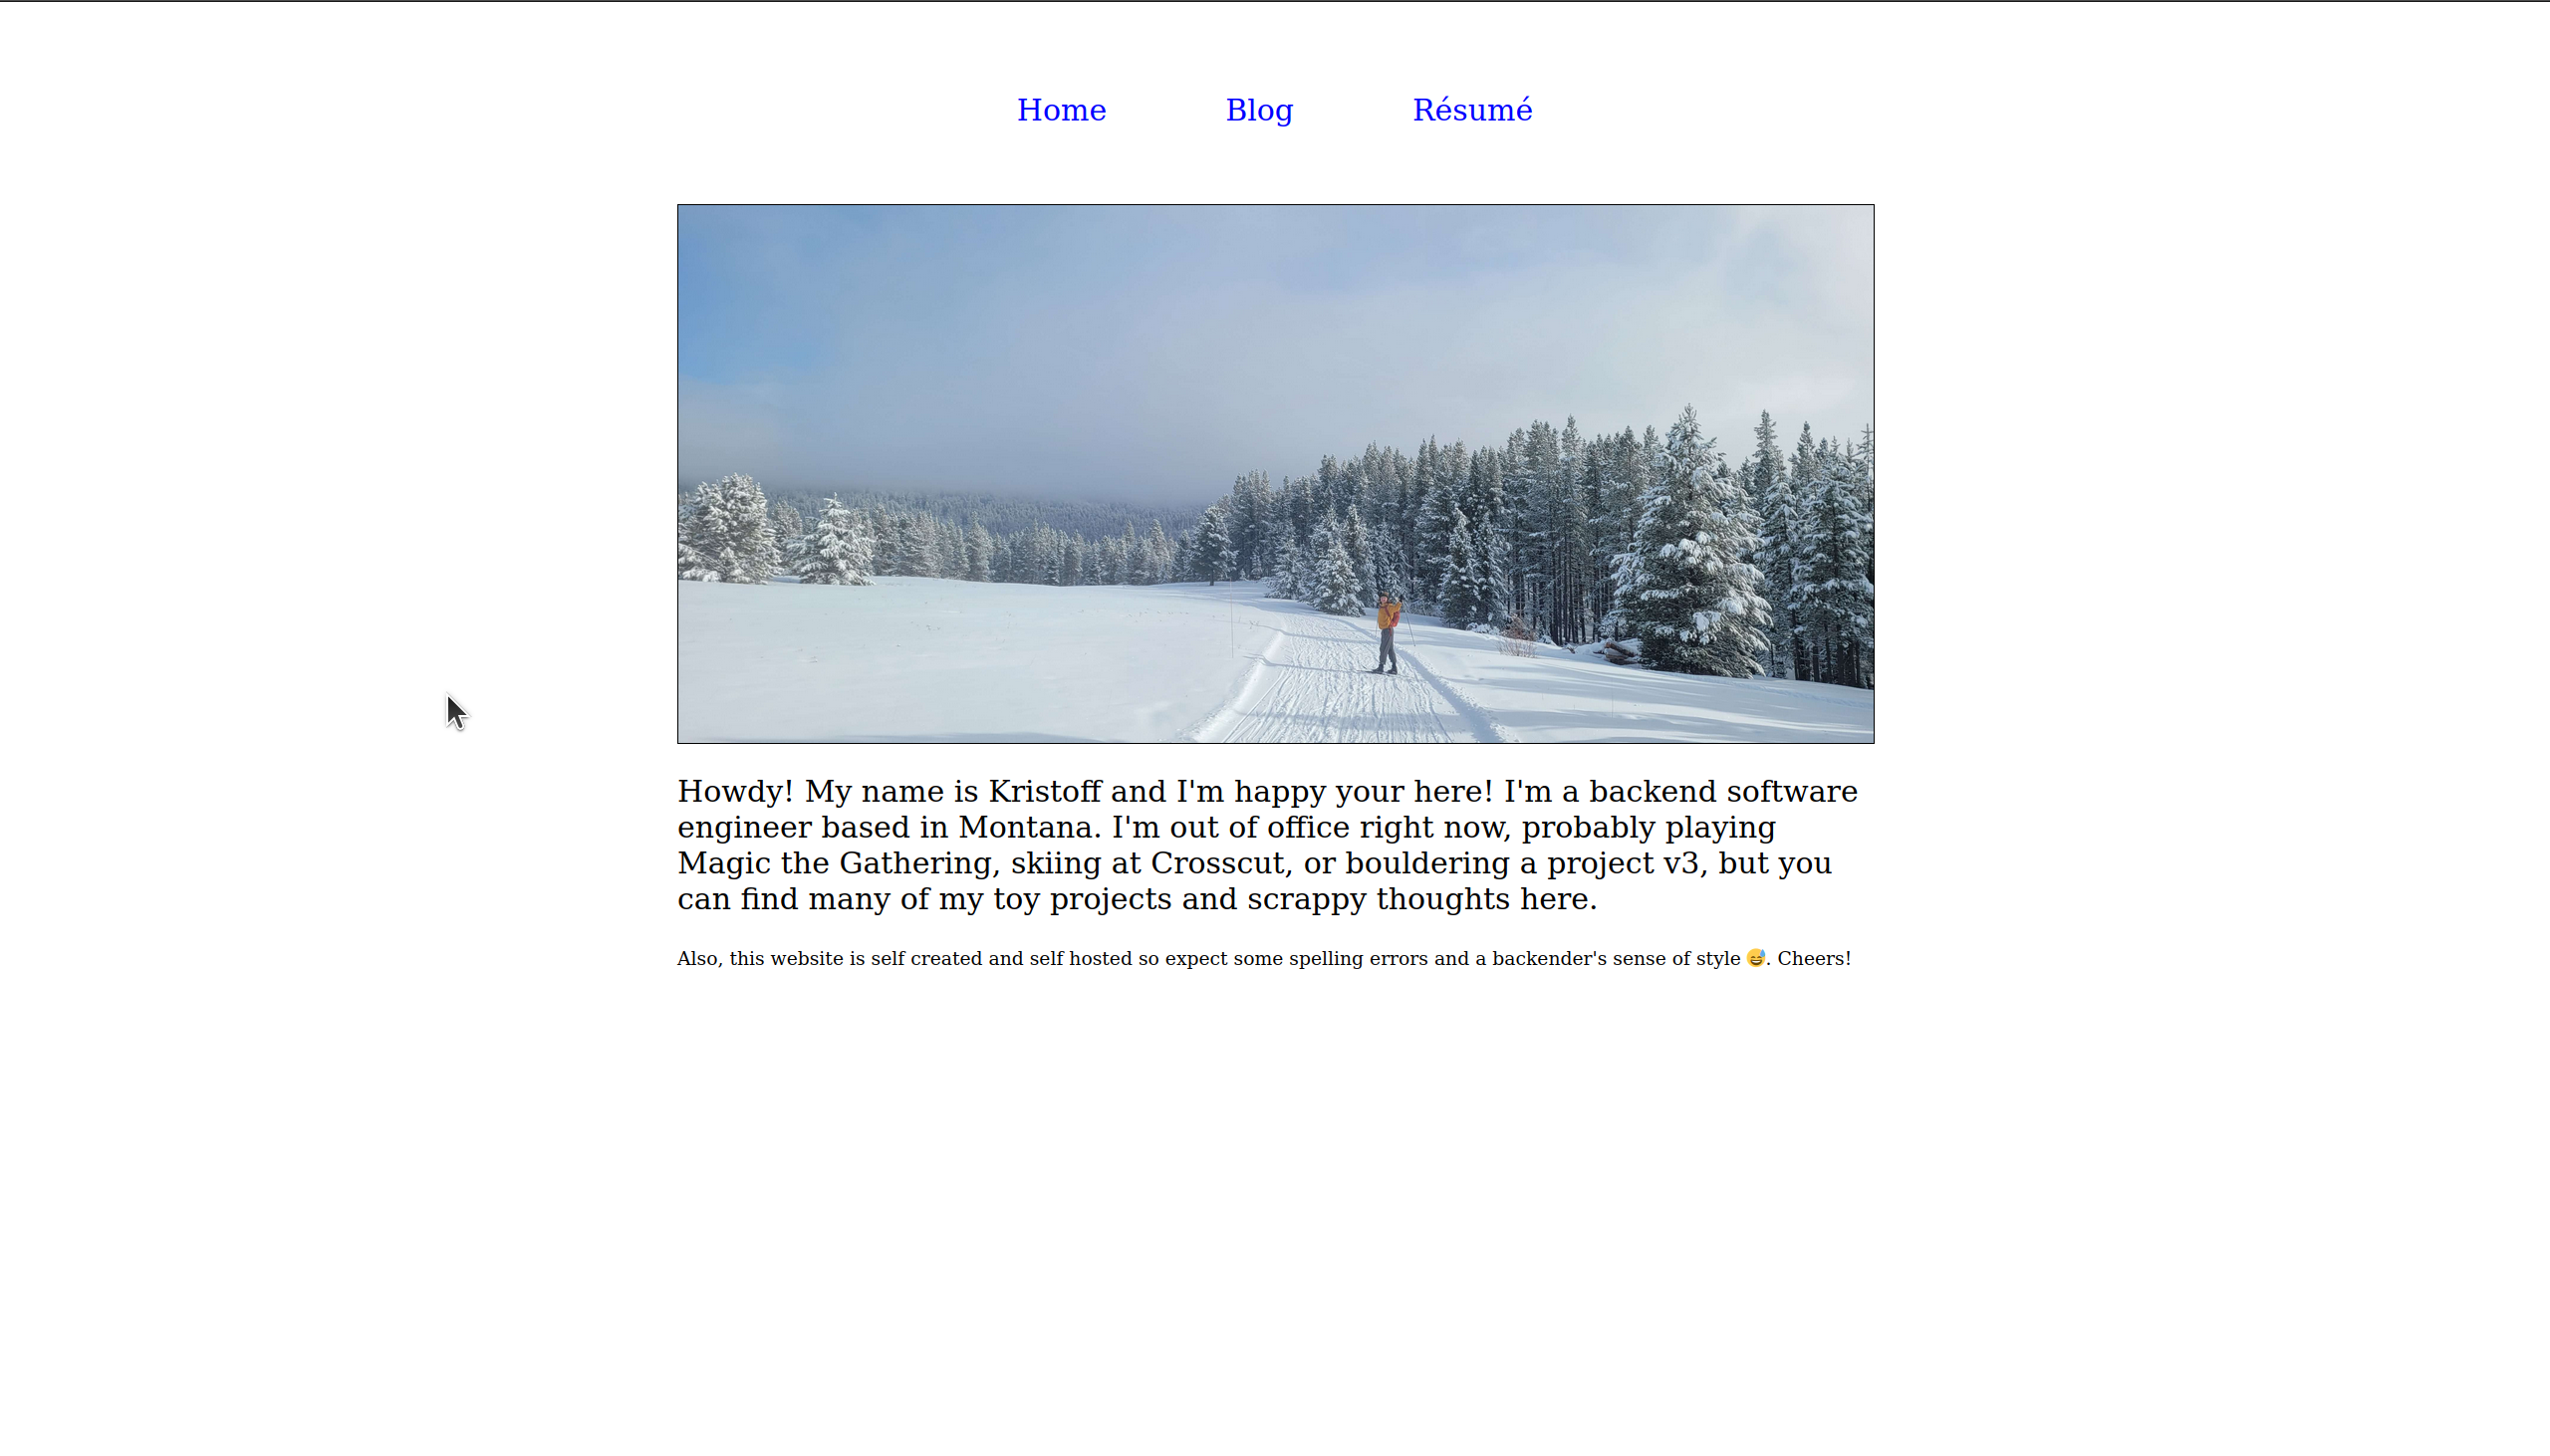 Home Blog Résumé
Howdy! My name is Kristoff and I'm happy your here! I'm a backend software
engineer based in Montana. I'm out of office right now, probably playing
Magic the Gathering, skiing at Crosscut, or bouldering a project v3, but you
can find many of my toy projects and scrappy thoughts here.
Also, this website is self created and self hosted so expect some spelling errors and a backender's sense of style 😅. Cheers!